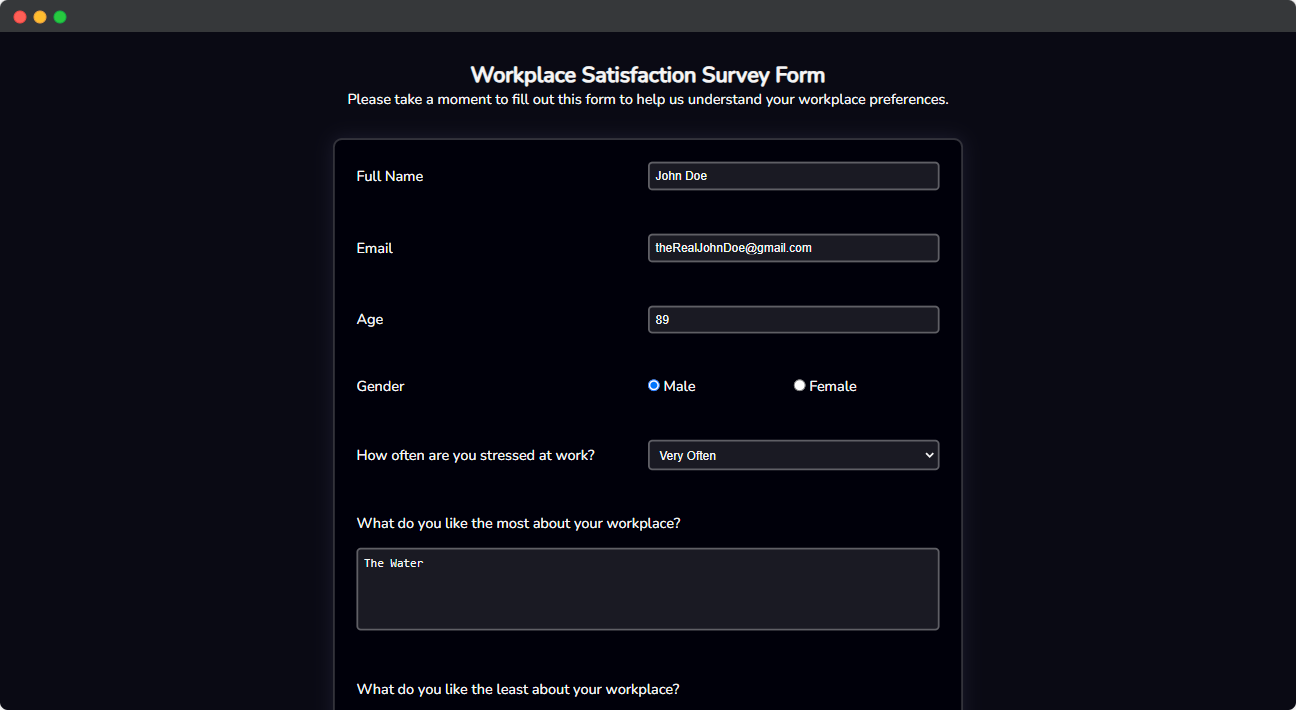 Workplace Satisfaction Survey Form
Please take a moment to fill out this form to help us understand your workplace preferences.
Full Name
John Doe
Email
theRealJohnDoe@gmail.com
Age
89
Gender
Male
Female
How often are you stressed at work?
Very Often
What do you like the most about your workplace?
The Water
What do you like the least about your workplace?